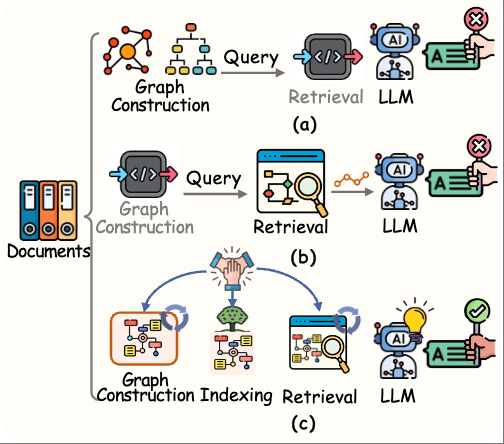 Graph
Construction
Query
</>
Retrieval
AI
LLM
A
(a)
</>
Graph
Construction
Query
Retrieval
AI
LLM
A
(b)
Documents
Graph
Construction
Indexing
Retrieval
AI
LLM
A
(c)